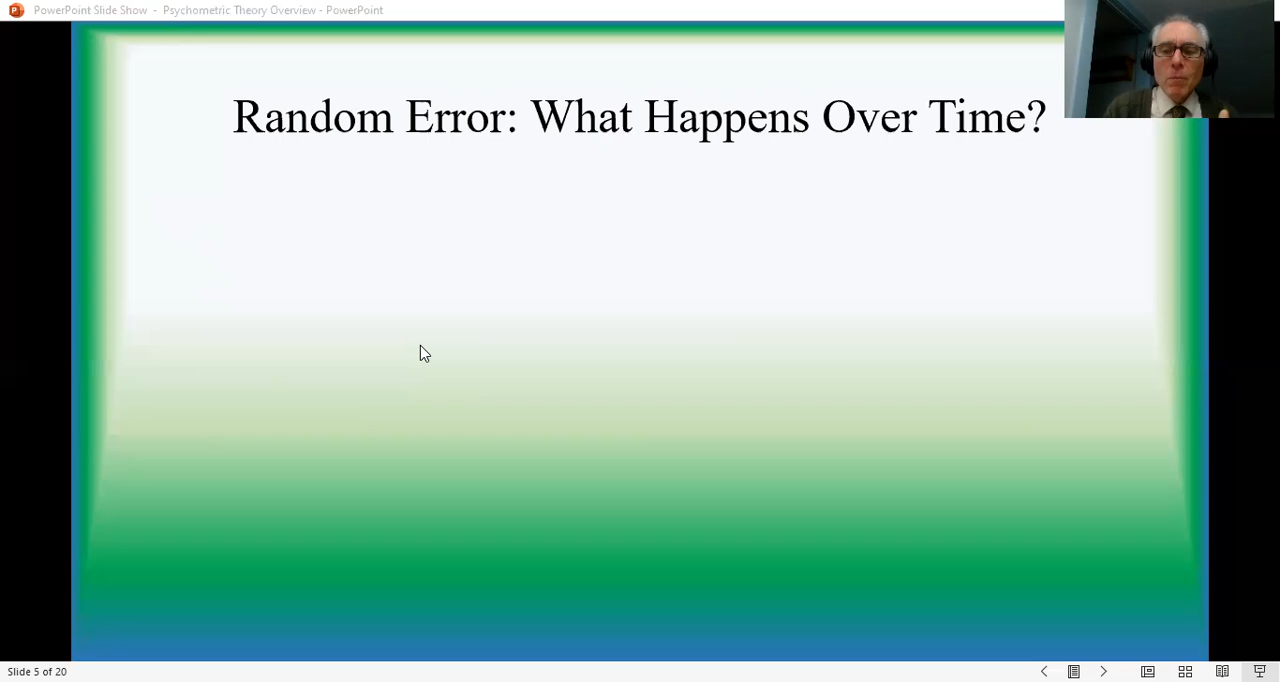 PowerPoint Slide Show - Psychometric Theory Overview - PowerPoint
Random Error: What Happens Over Time?
Slide 5 of 20